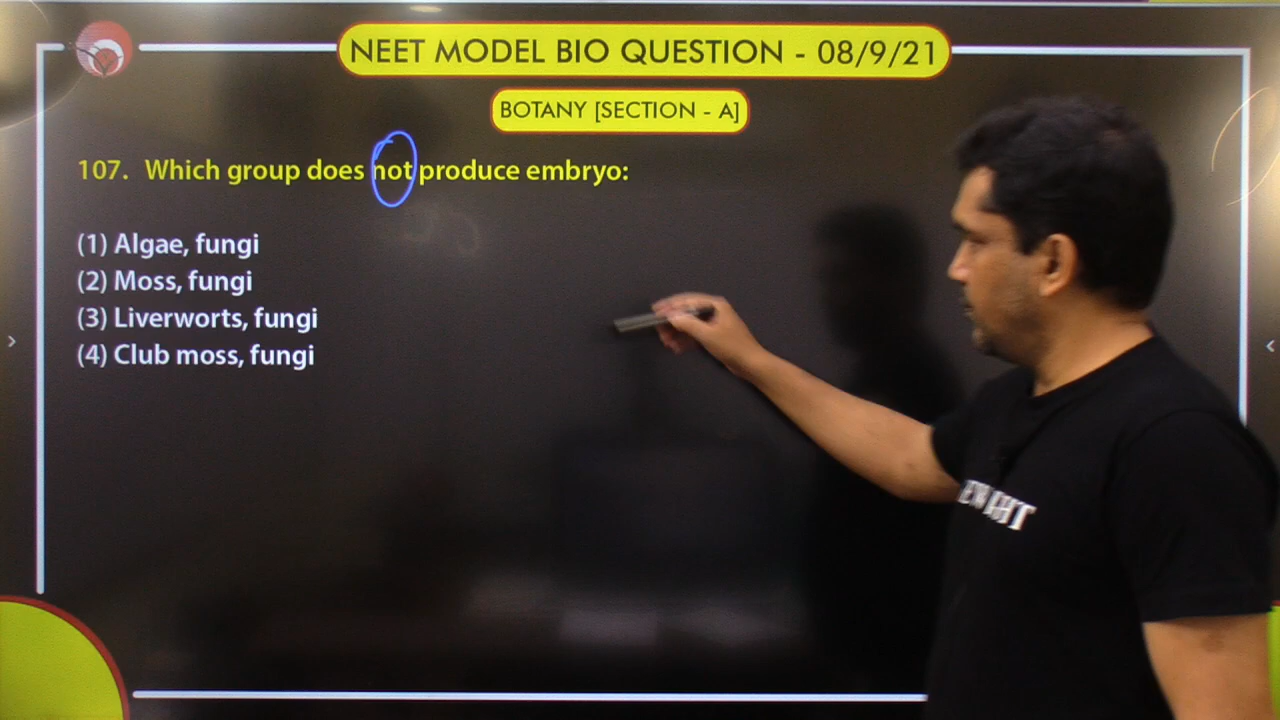 NEET MODEL BIO QUESTION - 08/9/21
BOTANY [SECTION - A]
107. Which group does not produce embryo:
(1) Algae, fungi
(2) Moss, fungi
(3) Liverworts, fungi
(4) Club moss, fungi